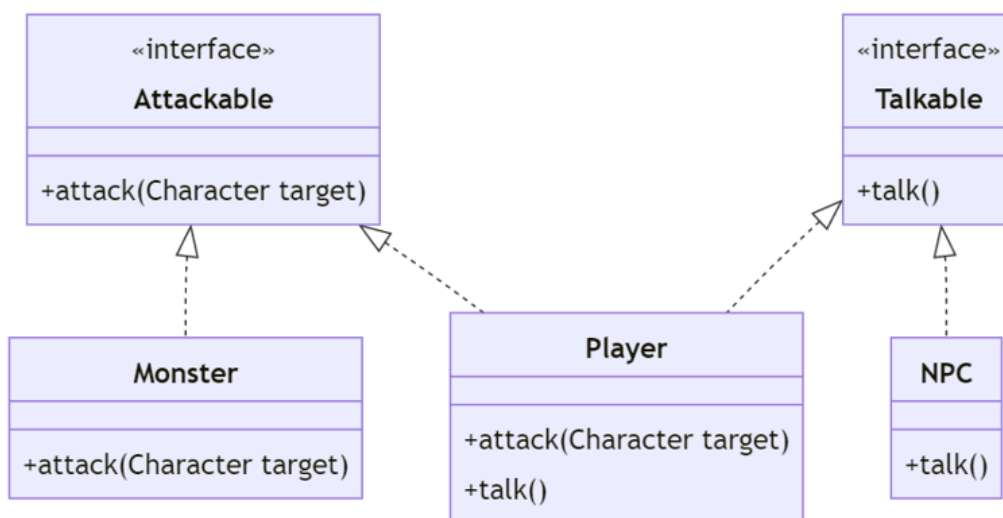 «interface»
Attackable
+attack(Character target)
«interface»
Talkable
+talk()
Monster
+attack(Character target)
Player
+attack(Character target)
+talk()
NPC
+talk()